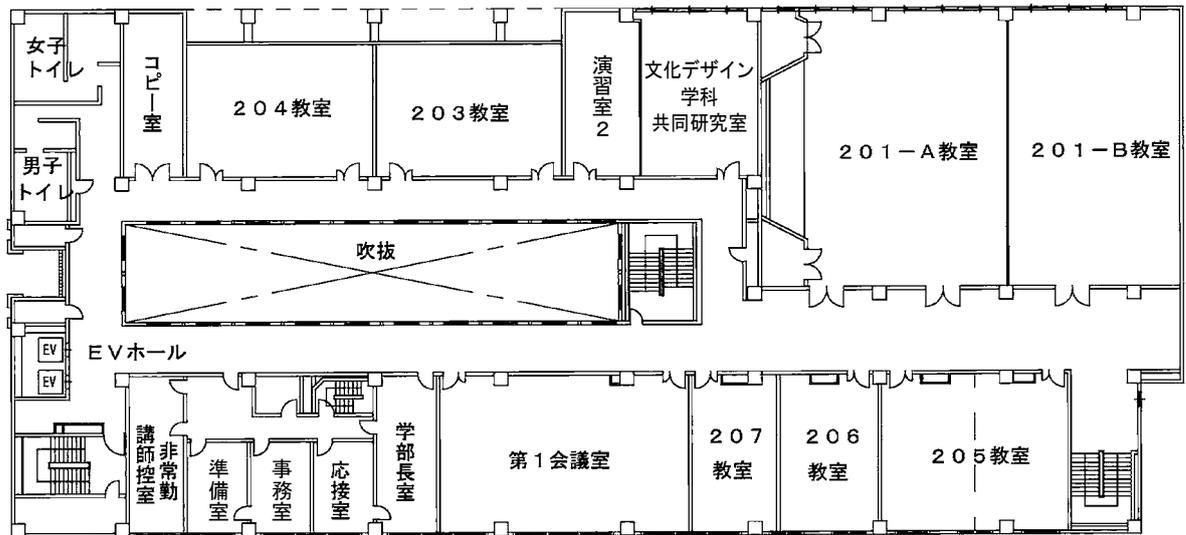 女子
トイレ
コピー室
204教室
203教室
演習室2
文化デザイン
学科
共同研究室
201-A教室
201-B教室
男子
トイレ
吹抜
EV
EV
EVホール
非常勤
講師控室
準備室
事務室
応接室
学部長室
第1会議室
207
教室
206
教室
205教室